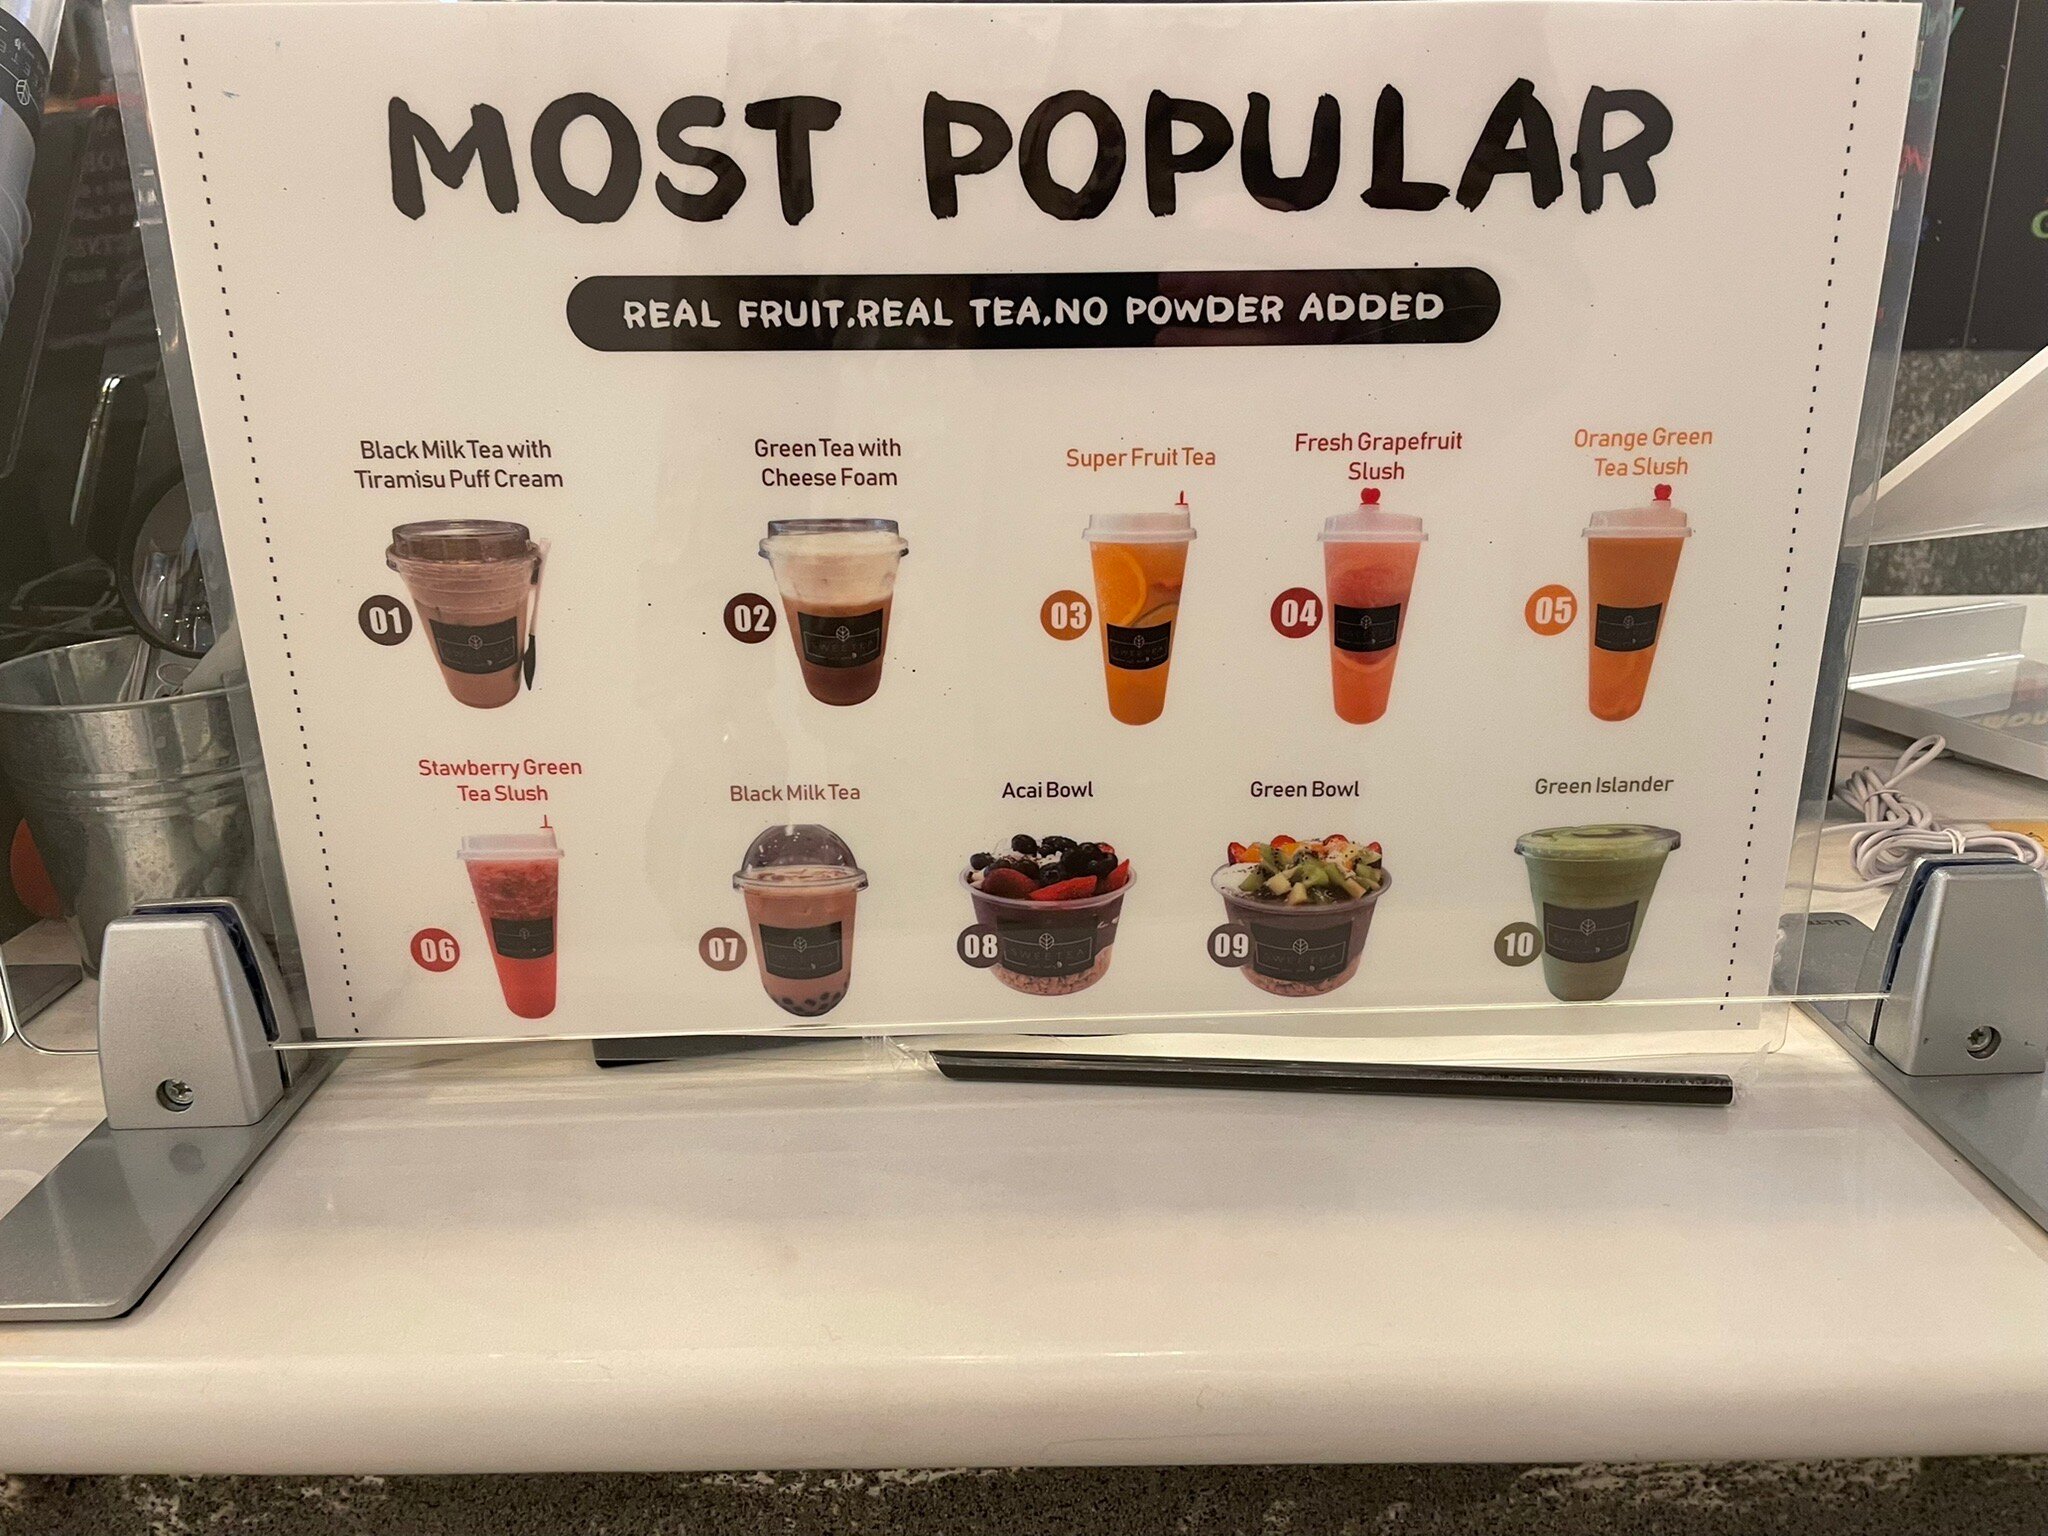 MOST POPULAR
REAL FRUIT.REAL TEA.NO POWDER ADDED
Black Milk Tea with
Tiramisu Puff Cream
01
Green Tea with
Cheese Foam
02
Super Fruit Tea
03
Fresh Grapefruit
Slush
04
Orange Green
Tea Slush
05
Stawberry Green
Tea Slush
06
Black Milk Tea
07
Acai Bowl
08
SWEETEA
Green Bowl
09
Green Islander
10